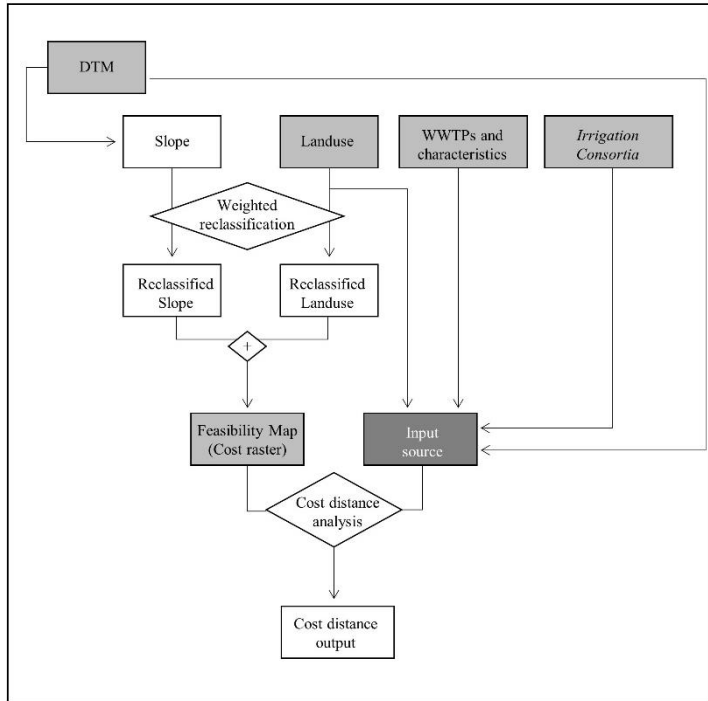 DTM
Slope
Landuse
WWTPs and
characteristics
Irrigation
Consortia
Weighted
reclassification
Reclassified
Slope
Reclassified
Landuse
+
Feasibility Map
(Cost raster)
Input
source
Cost distance
analysis
Cost distance
output